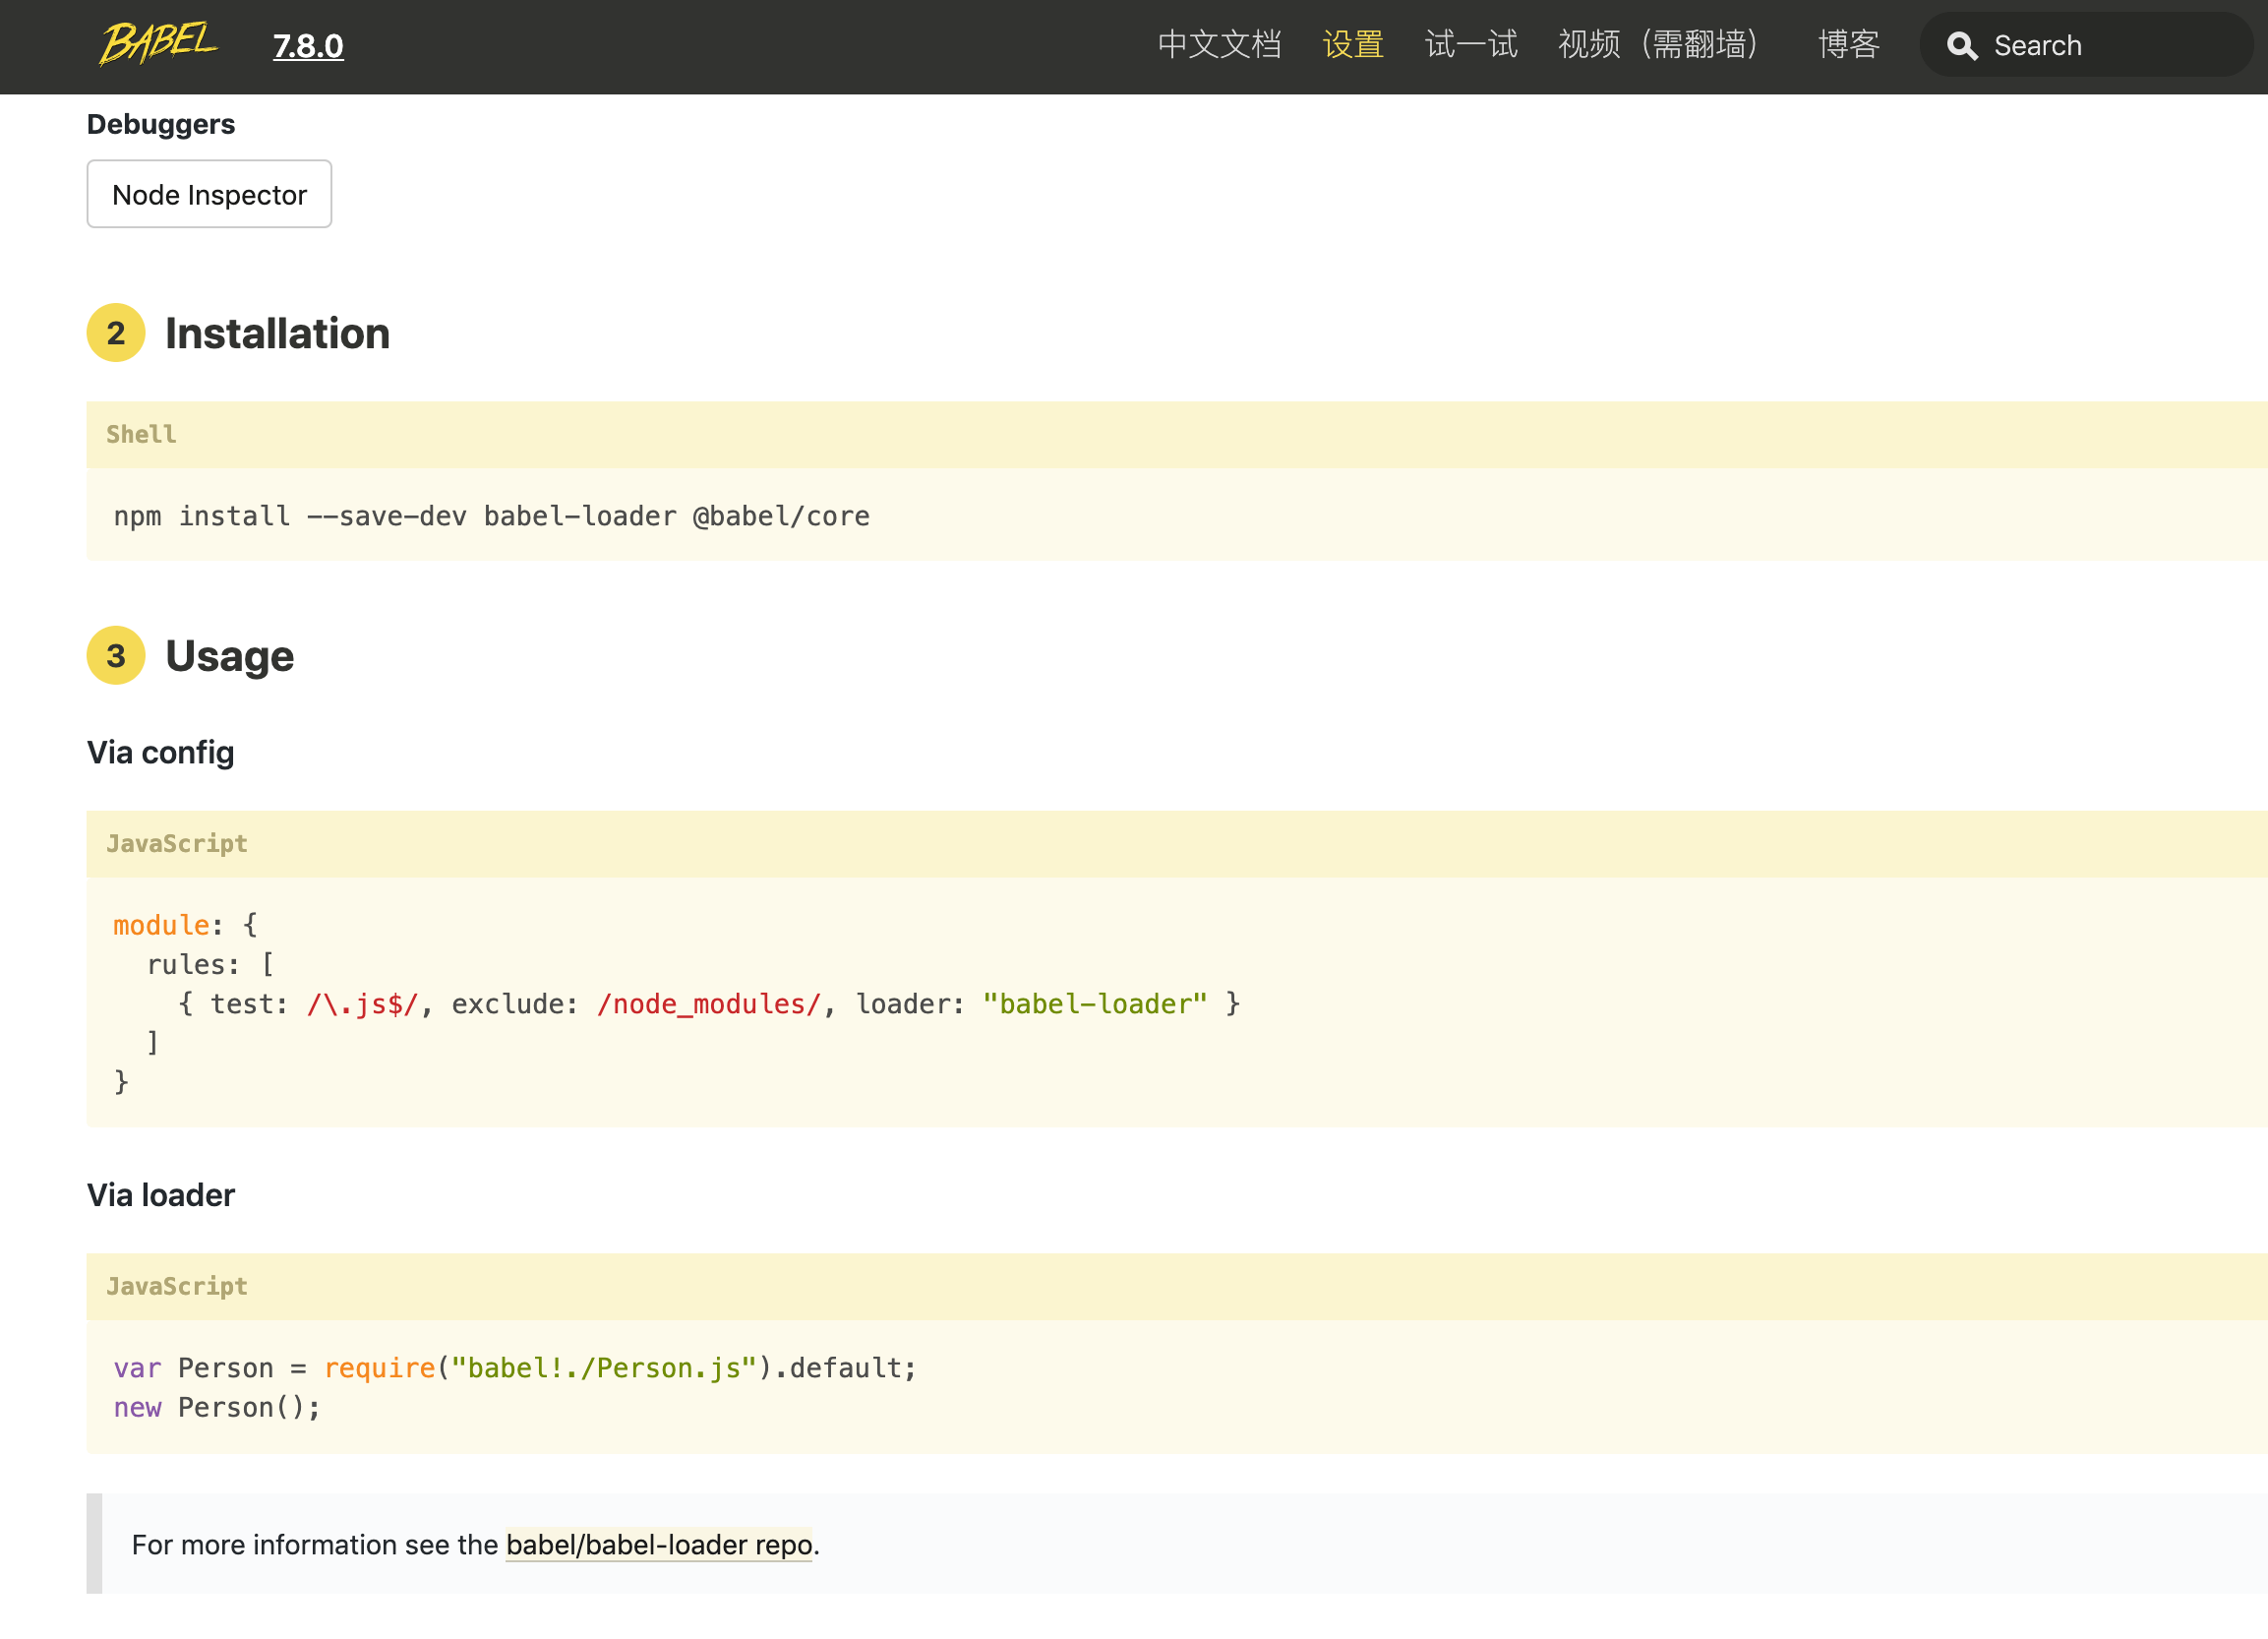 BABEL 7.8.0 中文文档 设置 试一试 视频（需翻墙） 博客 Search
Debuggers
Node Inspector
2 Installation
Shell
npm install --save-dev babel-loader @babel/core
3 Usage
Via config
JavaScript
module: {
  rules: [
    { test: /\.js$/, exclude: /node_modules/, loader: "babel-loader" }
  ]
}
Via loader
JavaScript
var Person = require("babel!./Person.js").default;
new Person();
For more information see the babel/babel-loader repo.